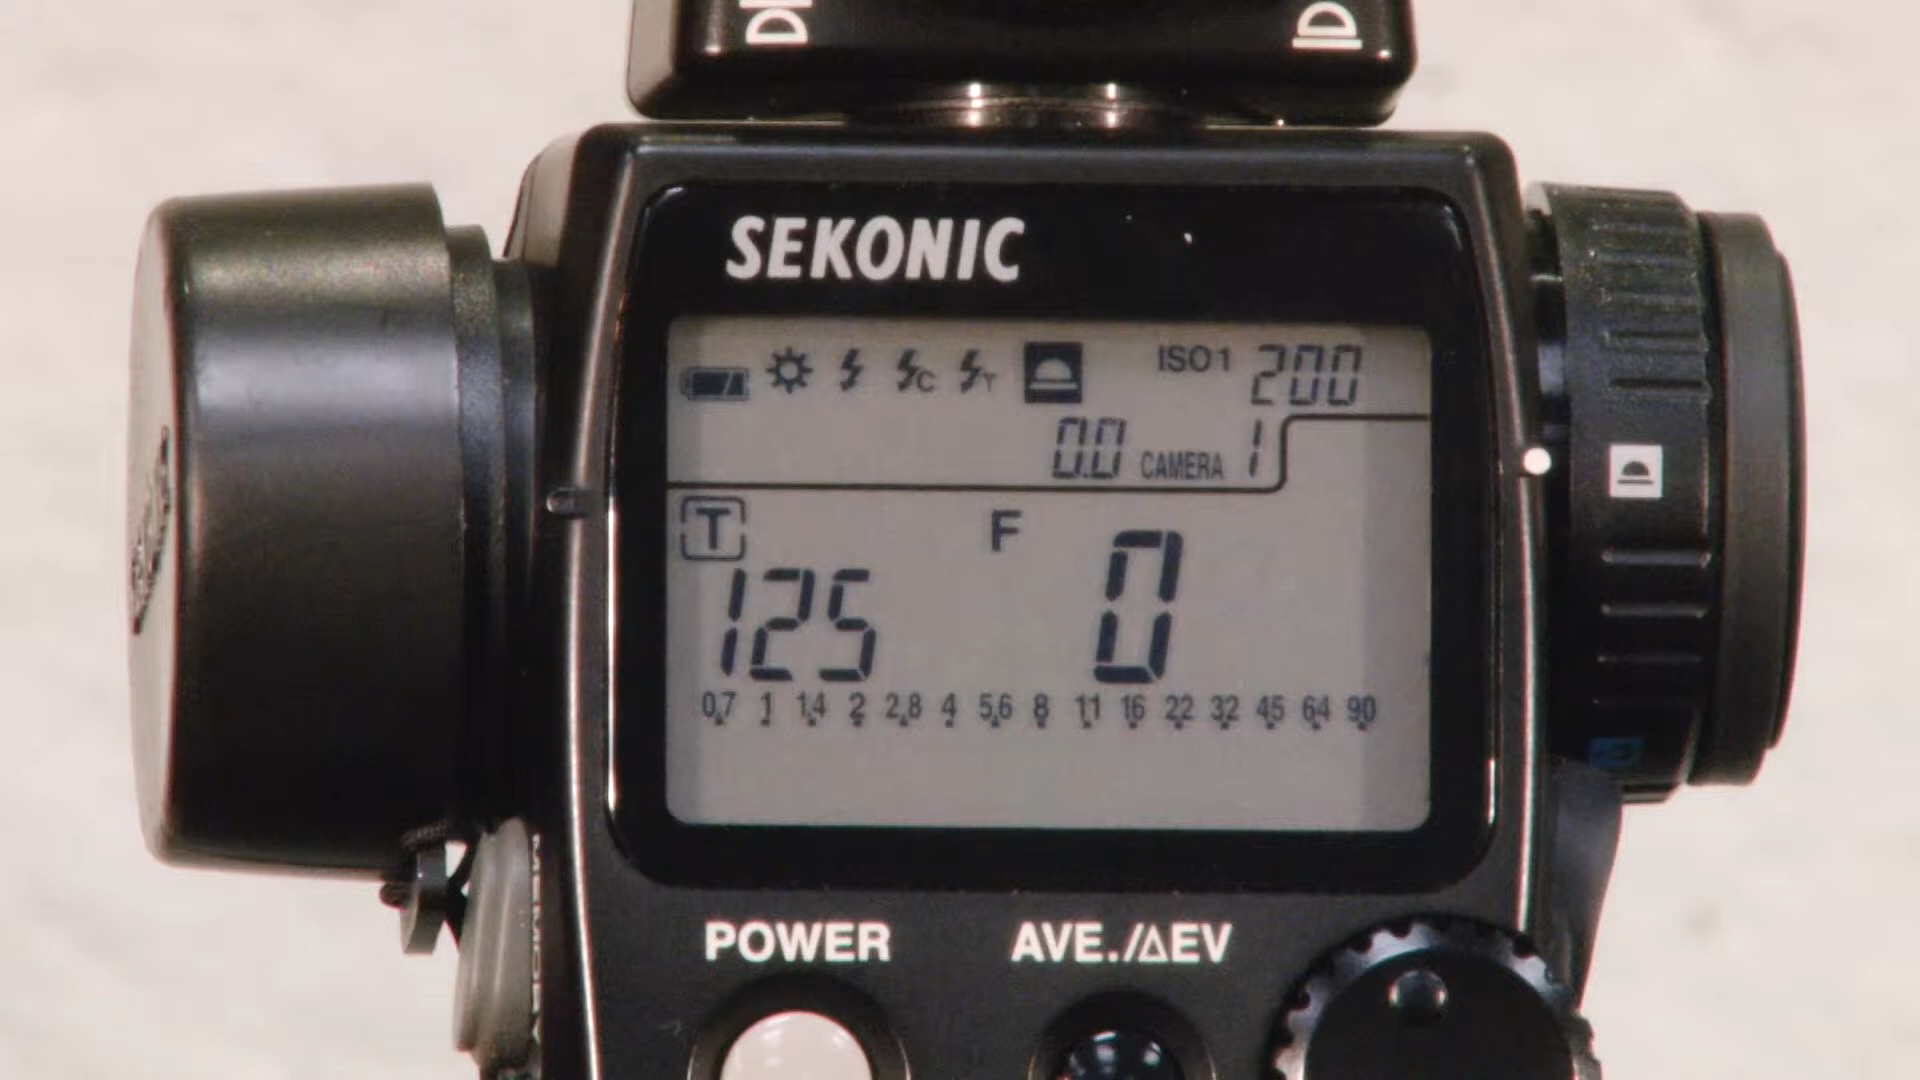 SEKONIC
C T ISO1 200
0.0 CAMERA 1
T F 0
125
0,7 1 1,4 2 2,8 4 5,6 8 11 16 22 32 45 64 90
POWER AVE./ΔEV